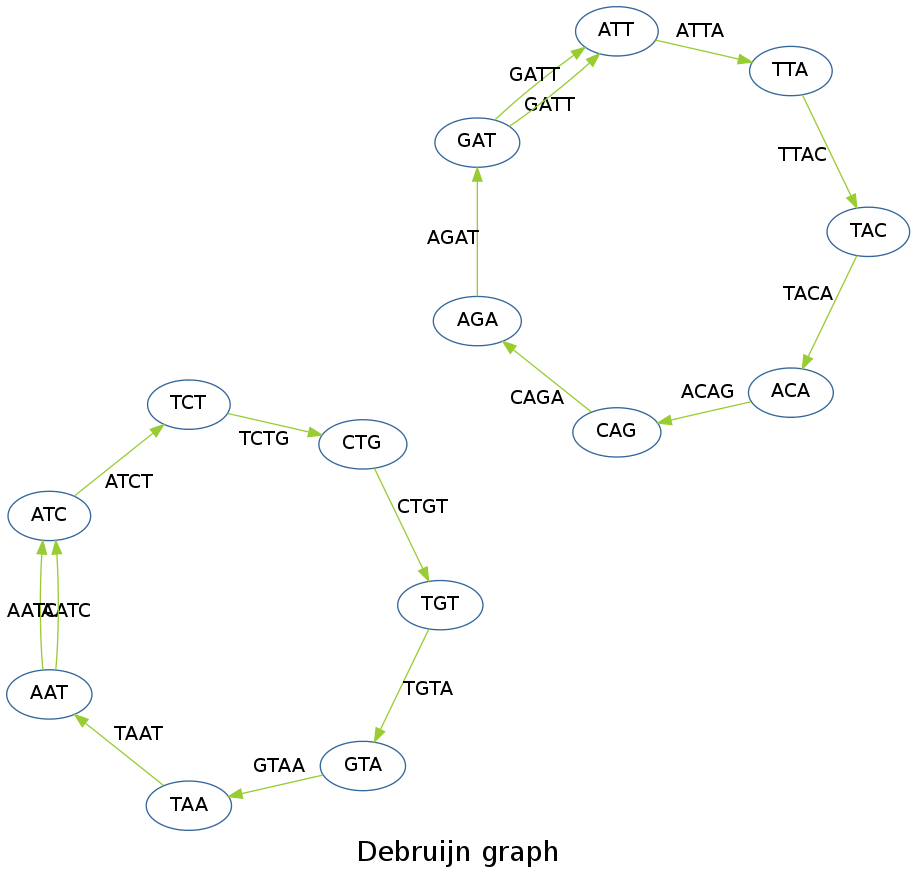 ATT
ATTA
TTA
GATT
GATT
GAT
TTAC
TAC
AGAT
TACA
AGA
ACA
ACAG
CAGA
CAG
TCT
TCTG
CTG
ATCT
ATC
CTGT
TGT
AATC
AATC
AAT
TGTA
TAAT
GTAA
GTA
TAA
Debruijn graph